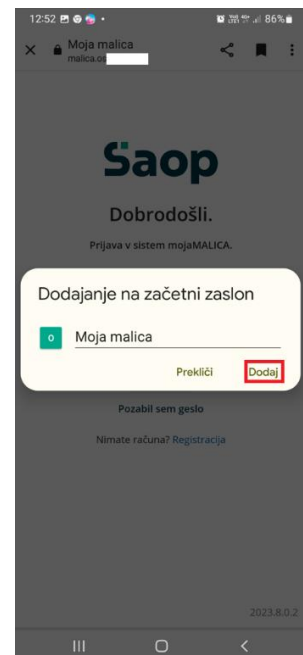 12:52 86%
Moja malica
malica.
Saop
Dobrodošli.
Prijava v sistem mojaMALICA.
Dodajanje na začetni zaslon
o Moja malica
Prekliči Dodaj
Pozabil sem geslo
Nimate računa? Registracija
2023.8.0.2